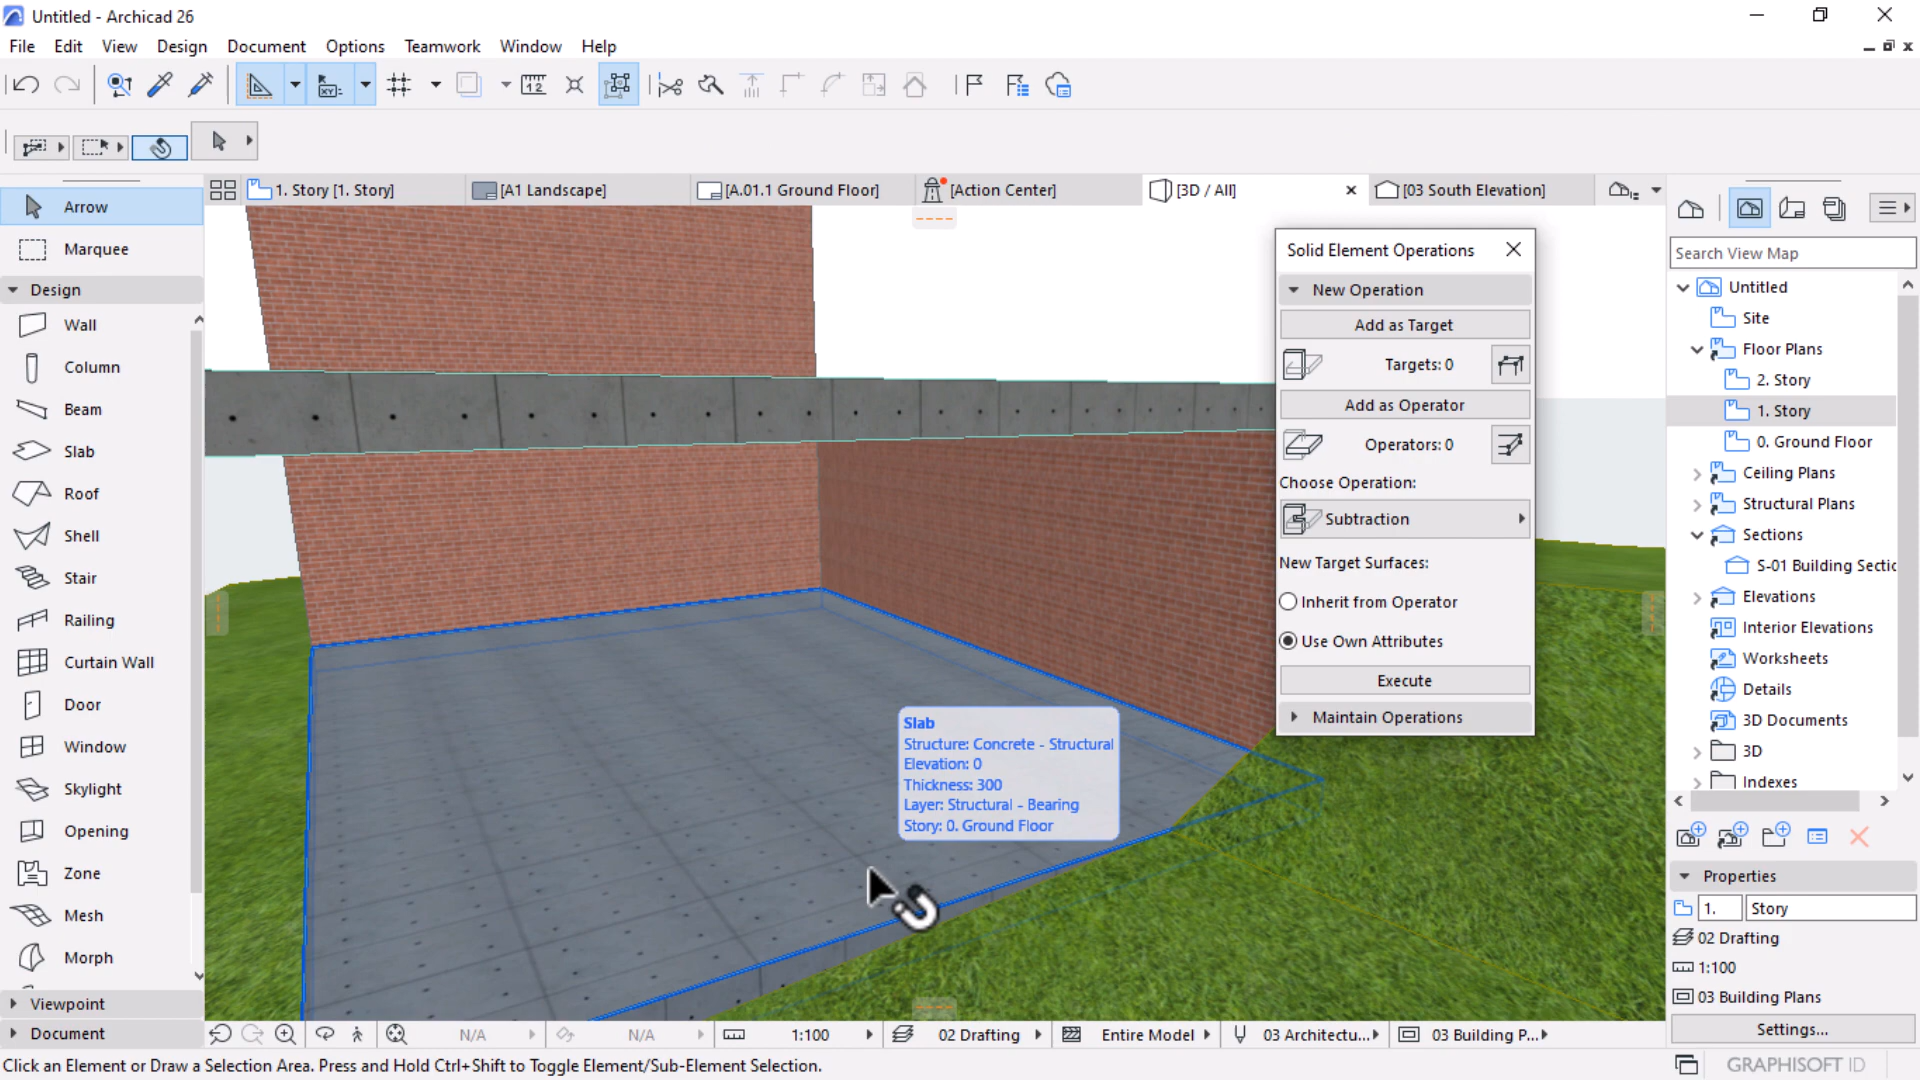 Untitled - Archicad 26
File Edit View Design Document Options Teamwork Window Help
1. Story [1. Story]
[A1 Landscape]
[A.01.1 Ground Floor]
[Action Center]
[3D / All]
[03 South Elevation]
Arrow
Marquee
Design
Wall
Column
Beam
Slab
Roof
Shell
Stair
Railing
Curtain Wall
Door
Window
Skylight
Opening
Zone
Mesh
Morph
Viewpoint
Document
Slab
Structure: Concrete - Structural
Elevation: 0
Thickness: 300
Layer: Structural - Bearing
Story: 0. Ground Floor
Solid Element Operations
New Operation
Add as Target
Targets: 0
Add as Operator
Operators: 0
Choose Operation:
Subtraction
New Target Surfaces:
Inherit from Operator
Use Own Attributes
Execute
Maintain Operations
Search View Map
Untitled
Site
Floor Plans
2. Story
1. Story
0. Ground Floor
Ceiling Plans
Structural Plans
Sections
S-01 Building Sectic
Elevations
Interior Elevations
Worksheets
Details
3D Documents
3D
Indexes
Properties
1. Story
02 Drafting
1:100
03 Building Plans
Settings...
N/A
N/A
1:100
02 Drafting
Entire Model
03 Architectu...
03 Building P...
Click an Element or Draw a Selection Area. Press and Hold Ctrl+Shift to Toggle Element/Sub-Element Selection.
GRAPHISOFT ID